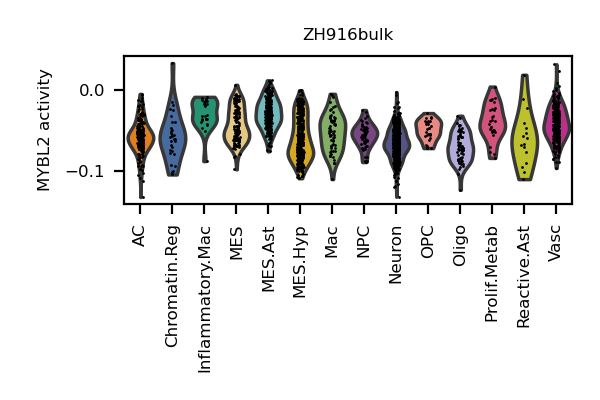 ZH916bulk
MYBL2 activity
0.0
−0.1
AC
Chromatin.Reg
Inflammatory.Mac
MES
MES.Ast
MES.Hyp
Mac
NPC
Neuron
OPC
Oligo
Prolif.Metab
Reactive.Ast
Vasc